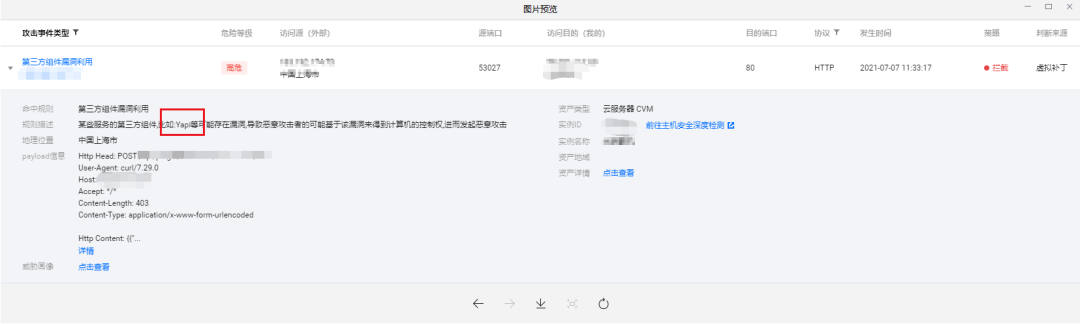 图片预览
攻击事件类型 危险等级 访问源（外部） 源端口 访问目的（我的） 目的端口 协议 发生时间 策略 判断来源
第三方组件漏洞利用 高危 中国上海市 53027 80 HTTP 2021-07-07 11:33:17 拦截 虚拟补丁
命中规则 第三方组件漏洞利用
规则描述 某些服务的第三方组件,比如:Yapi等可能存在漏洞,导致恶意攻击者的可能基于该漏洞来得到计算机的控制权,进而发起恶意攻击
地理位置 中国上海市
payload信息 Http Head: POST
User-Agent: curl/7.29.0
Host:
Accept: */*
Content-Length: 403
Content-Type: application/x-www-form-urlencoded
Http Content: {{"...
详情
威胁画像 点击查看
资产类型 云服务器 CVM
实例ID 前往主机安全深度检测
实例名称
资产地域
资产详情 点击查看